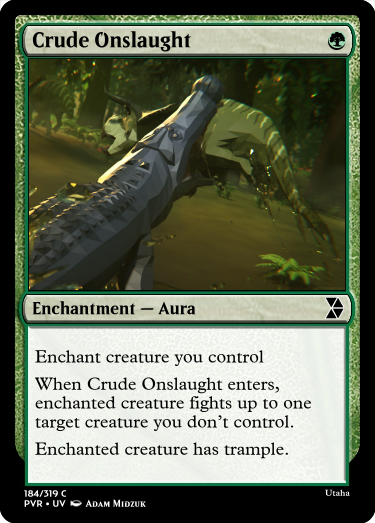 Crude Onslaught
Enchantment — Aura
Enchant creature you control
When Crude Onslaught enters,
enchanted creature fights up to one
target creature you don't control.
Enchanted creature has trample.
184/319 C
Utaha
PVR • UV Adam Midzuk